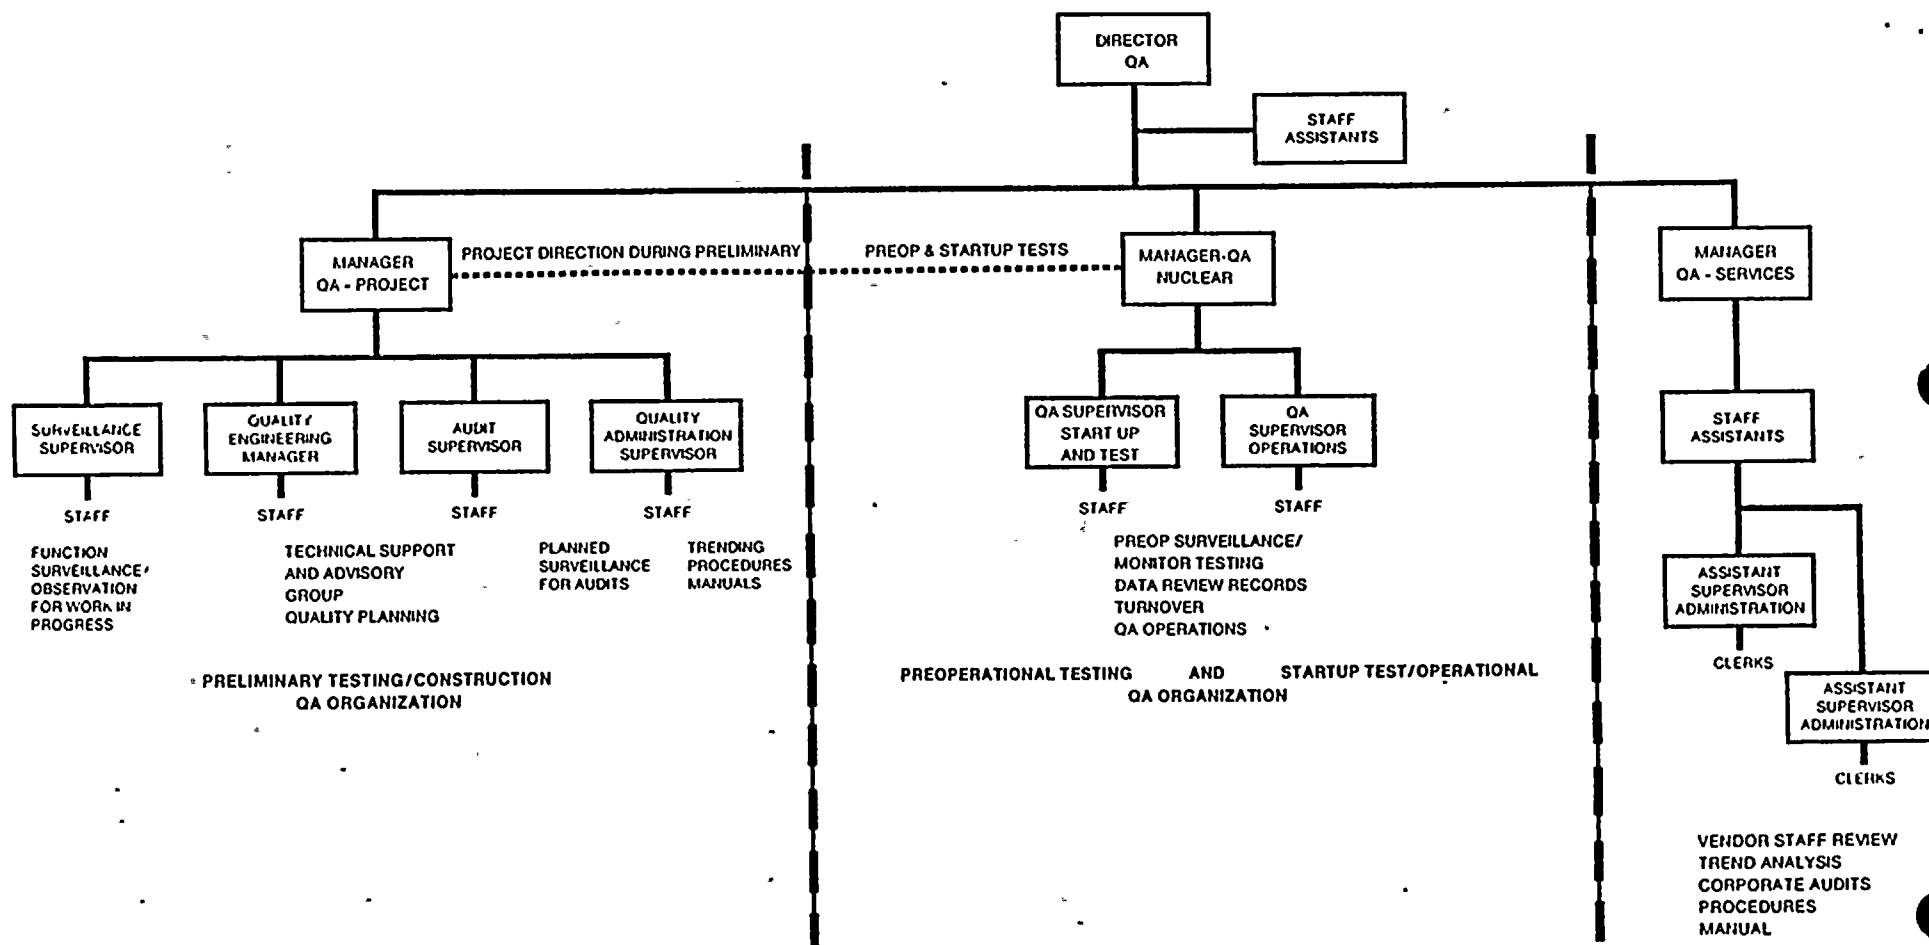 DIRECTOR
QA
STAFF
ASSISTANTS
PROJECT DIRECTION DURING PRELIMINARY
PREOP & STARTUP TESTS
MANAGER
QA - PROJECT
MANAGER-QA
NUCLEAR
MANAGER
QA - SERVICES
SURVEILLANCE
SUPERVISOR
QUALITY
ENGINEERING
MANAGER
AUDIT
SUPERVISOR
QUALITY
ADMINISTRATION
SUPERVISOR
QA SUPERVISOR
START UP
AND TEST
QA
SUPERVISOR
OPERATIONS
STAFF
ASSISTANTS
STAFF
STAFF
STAFF
STAFF
STAFF
STAFF
FUNCTION
SURVEILLANCE/
OBSERVATION
FOR WORK IN
PROGRESS
TECHNICAL SUPPORT
AND ADVISORY
GROUP
QUALITY PLANNING
PLANNED
SURVEILLANCE
FOR AUDITS
TRENDING
PROCEDURES
MANUALS
PREOP SURVEILLANCE/
MONITOR TESTING
DATA REVIEW RECORDS
TURNOVER
QA OPERATIONS
ASSISTANT
SUPERVISOR
ADMINISTRATION
CLERKS
ASSISTANT
SUPERVISOR
ADMINISTRATION
CLERKS
PRELIMINARY TESTING/CONSTRUCTION
QA ORGANIZATION
PREOPERATIONAL TESTING AND STARTUP TEST/OPERATIONAL
QA ORGANIZATION
VENDOR STAFF REVIEW
TREND ANALYSIS
CORPORATE AUDITS
PROCEDURES
MANUAL